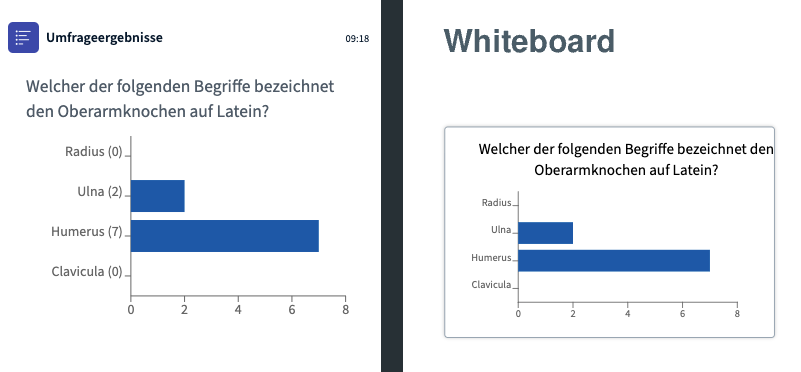 Umfrageergebnisse
09:18
Welcher der folgenden Begriffe bezeichnet
den Oberarmknochen auf Latein?
Radius (0)
Ulna (2)
Humerus (7)
Clavicula (0)
0 2 4 6 8
Whiteboard
Welcher der folgenden Begriffe bezeichnet den
Oberarmknochen auf Latein?
Radius
Ulna
Humerus
Clavicula
0 2 4 6 8